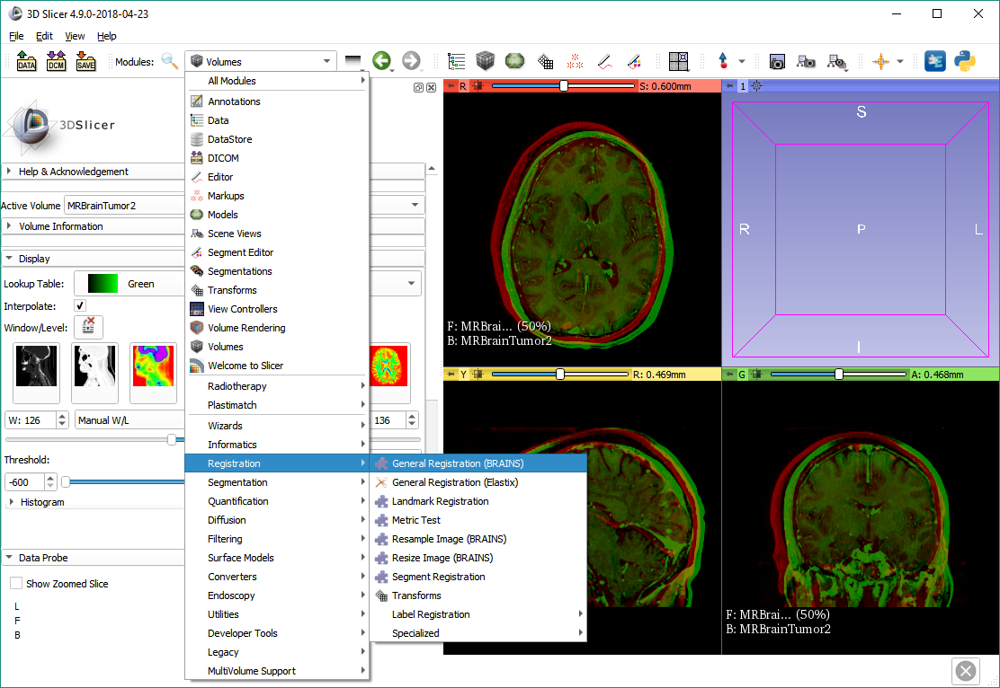 3D Slicer 4.9.0-2018-04-23
File Edit View Help
DATA DCM SAVE Modules: Volumes
All Modules
Annotations
Data
DataStore
DICOM
Editor
Markups
Models
Scene Views
Segment Editor
Segmentations
Transforms
View Controllers
Volume Rendering
Volumes
Welcome to Slicer
Radiotherapy
Plastimatch
Wizards
Informatics
Registration
Segmentation
Quantification
Diffusion
Filtering
Surface Models
Converters
Endoscopy
Utilities
Developer Tools
Legacy
MultiVolume Support
General Registration (BRAINS)
General Registration (Elastix)
Landmark Registration
Metric Test
Resample Image (BRAINS)
Resize Image (BRAINS)
Segment Registration
Transforms
Label Registration
Specialized
3DSlicer
Help & Acknowledgement
Active Volume MRBrainTumor2
Volume Information
Display
Lookup Table: Green
Interpolate:
Window/Level:
W: 126 Manual W/L 136
Threshold:
-600
Histogram
Data Probe
Show Zoomed Slice
L
F
B
R S: 0.600mm
F: MRBrai... (50%)
B: MRBrainTumor2
1
S
R P L
I
Y R: 0.469mm
G A: 0.468mm
F: MRBrai... (50%)
B: MRBrainTumor2